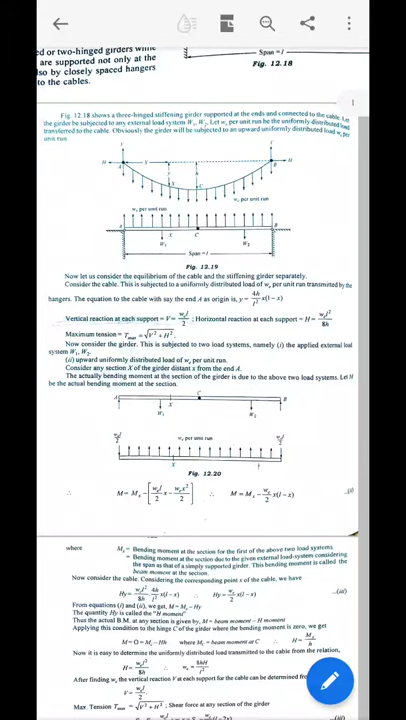 ed or two-hinged girders while
are supported not only at the
lso by closely spaced hangers
to the cables.
Span = l
Fig. 12.18
Fig. 12.18 shows a three-hinged stiffening girder supported at the ends and connected to the cable. Let
the girder be subjected to any external load system W₁, W₂. Let wₑ per unit run be the uniformly distributed load
transferred to the cable. Obviously the girder will be subjected to an upward uniformly distributed load wₑ per
unit run.
H A x B H
y h
X C
wₑ per unit run
wₑ per unit run
A X C B
W₁ W₂
Span = l
Fig. 12.19
Now let us consider the equilibrium of the cable and the stiffening girder separately.
Consider the cable. This is subjected to a uniformly distributed load of wₑ per unit run transmitted by the
hangers. The equation to the cable with say the end A as origin is, y = 4h/l² x(l − x)
Vertical reaction at each support = V = wₑl/2 ; Horizontal reaction at each support = H = wₑl²/8h
Maximum tension = Tmax = √V² + H².
Now consider the girder. This is subjected to two load systems, namely (i) the applied external load
system W₁, W₂.
(ii) upward uniformly distributed load of wₑ per unit run.
Consider any section X of the girder distant x from the end A.
The actually bending moment at the section of the girder is due to the above two load systems. Let M
be the actual bending moment at the section.
A X C B
W₁ W₂
wₑl/2 wₑ per unit run wₑl/2
X
Fig. 12.20
∴ M = Mₓ − [wₑl/2 x − wₑx²/2] ∴ M = Mₓ − wₑ/2 x(l − x)
where Mₓ = Bending moment at the section for the first of the above two load systems.
= Bending moment at the section due to the given external load-system considering
the span as that of a simply supported girder. This bending moment is called the
beam moment at the section.
Now consider the cable. Considering the corresponding point x of the cable, we have
Hy = wₑl²/8h · 4h/l² x(l − x) ∴ Hy = wₑ/2 x(l − x) ...(ii)
From equations (i) and (ii), we get, M = Mₓ − Hy
The quantity Hy is called the "H moment"
Thus the actual B.M. at any section is given by, M = beam moment − H moment
Applying this condition to the hinge C of the girder where the bending moment is zero, we get
M = O = M꜀ − Hh where M꜀ = beam moment at C ∴ H = M꜀/h
Now it is easy to determine the uniformly distributed load transmitted to the cable from the relation,
H = wₑl²/8h ∴ wₑ = 8hH/l²
After finding wₑ the vertical reaction V at each support for the cable can be determined fro
V = wₑl/2
Max. Tension Tmax = √V² + H² ; Shear force at any section of the girder